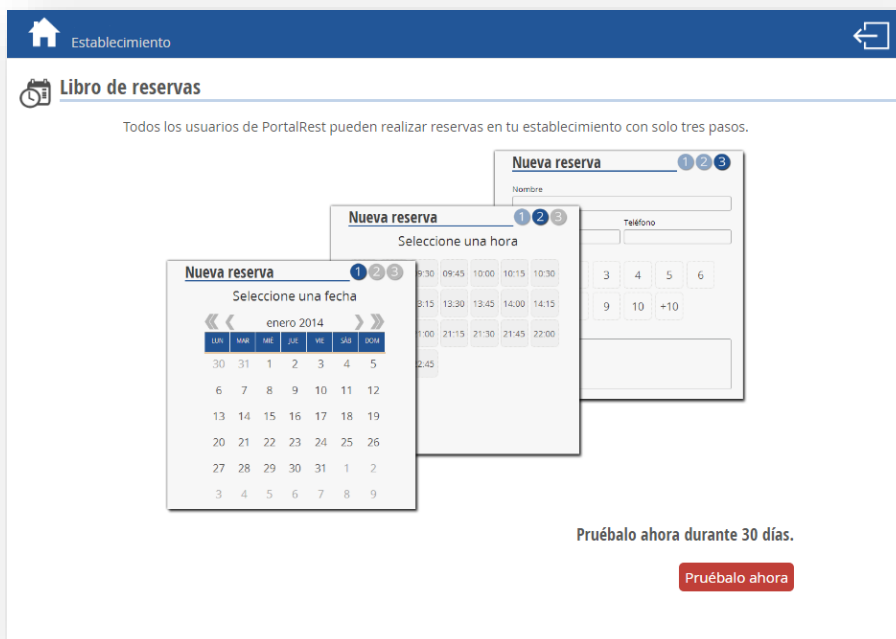 Establecimiento
Libro de reservas
Todos los usuarios de PortalRest pueden realizar reservas en tu establecimiento con solo tres pasos.
Nueva reserva 1 2 3
Nombre
Teléfono
3 4 5 6
9 10 +10
Nueva reserva 1 2 3
Seleccione una hora
9:30 09:45 10:00 10:15 10:30
3:15 13:30 13:45 14:00 14:15
1:00 21:15 21:30 21:45 22:00
2:45
Nueva reserva 1 2 3
Seleccione una fecha
enero 2014
LUN MAR MIÉ JUE VIE SÁB DOM
30 31 1 2 3 4 5
6 7 8 9 10 11 12
13 14 15 16 17 18 19
20 21 22 23 24 25 26
27 28 29 30 31 1 2
3 4 5 6 7 8 9
Pruébalo ahora durante 30 días.
Pruébalo ahora